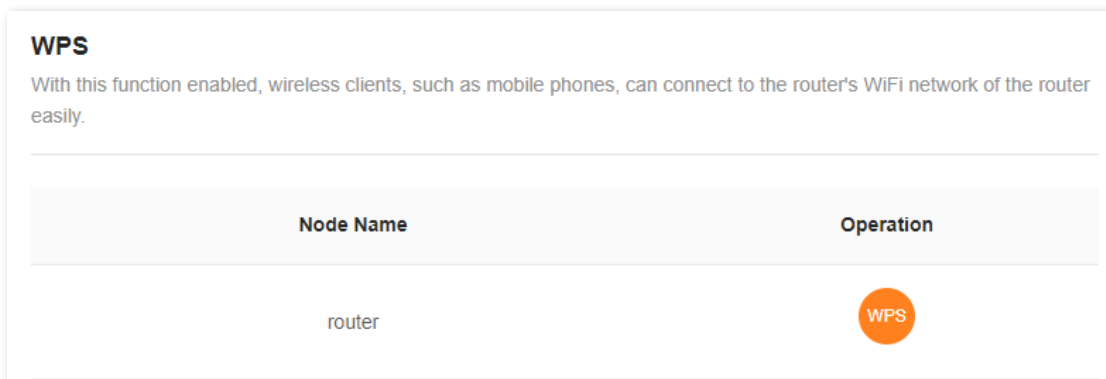 WPS
With this function enabled, wireless clients, such as mobile phones, can connect to the router's WiFi network of the router
easily.
Node Name Operation
router WPS